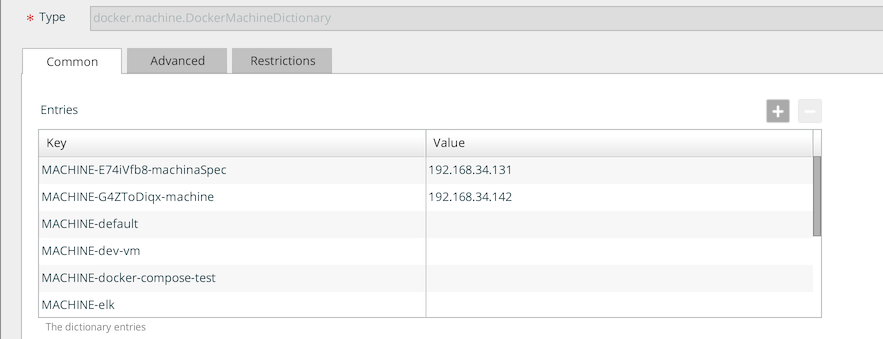 * Type docker.machine.DockerMachineDictionary
Common Advanced Restrictions
Entries + −
Key Value
MACHINE-E74iVfb8-machinaSpec 192.168.34.131
MACHINE-G4ZToDiqx-machine 192.168.34.142
MACHINE-default
MACHINE-dev-vm
MACHINE-docker-compose-test
MACHINE-elk
The dictionary entries